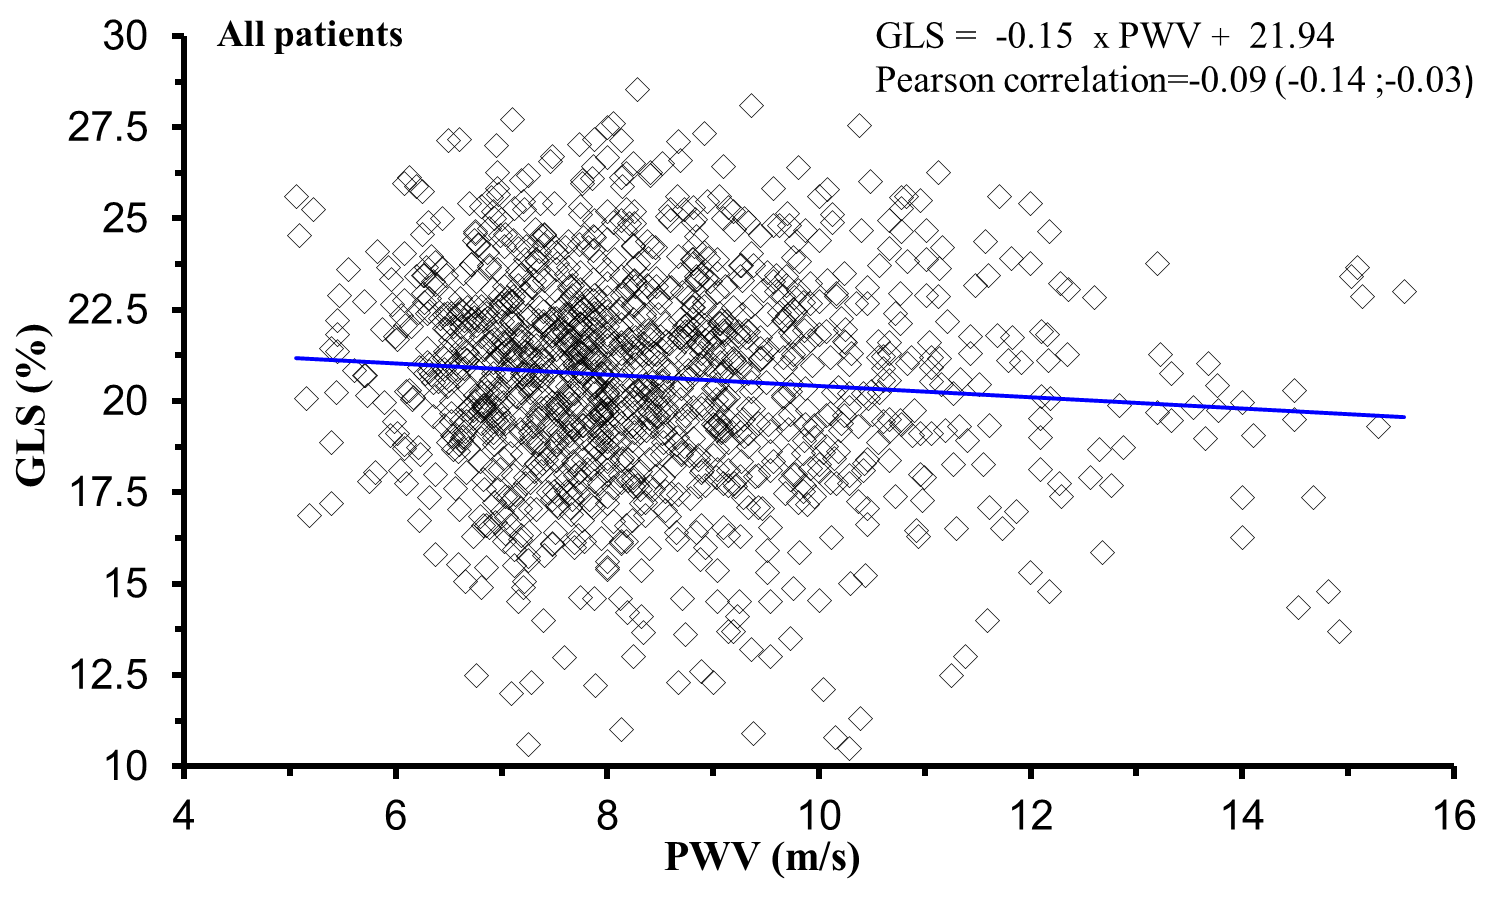 All patients
GLS = -0.15 x PWV + 21.94
Pearson correlation=-0.09 (-0.14 ;-0.03)
30
27.5
25
22.5
20
17.5
15
12.5
10
GLS (%)
4 6 8 10 12 14 16
PWV (m/s)